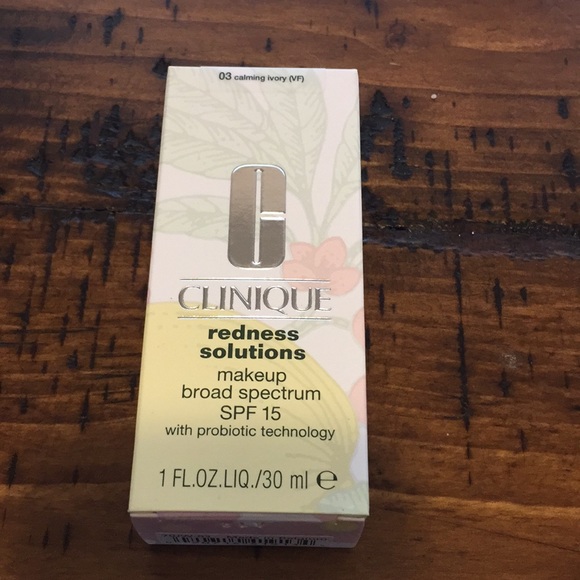 03 calming ivory (VF)
CLINIQUE
redness
solutions
makeup
broad spectrum
SPF 15
with probiotic technology
1 FL.OZ.LIQ./30 ml ℮